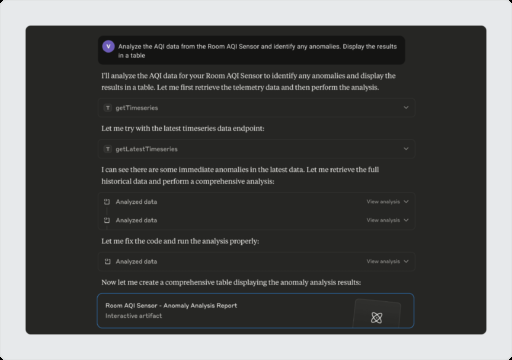 V
Analyze the AQI data from the Room AQI Sensor and identify any anomalies. Display the results
in a table
I'll analyze the AQI data for your Room AQI Sensor to identify any anomalies and display the
results in a table. Let me first retrieve the telemetry data and then perform the analysis.
T getTimeseries
Let me try with the latest timeseries data endpoint:
T getLatestTimeseries
I can see there are some immediate anomalies in the latest data. Let me retrieve the full
historical data and perform a comprehensive analysis:
Analyzed data View analysis
Analyzed data View analysis
Let me fix the code and run the analysis properly:
Analyzed data View analysis
Now let me create a comprehensive table displaying the anomaly analysis results:
Room AQI Sensor - Anomaly Analysis Report
Interactive artifact